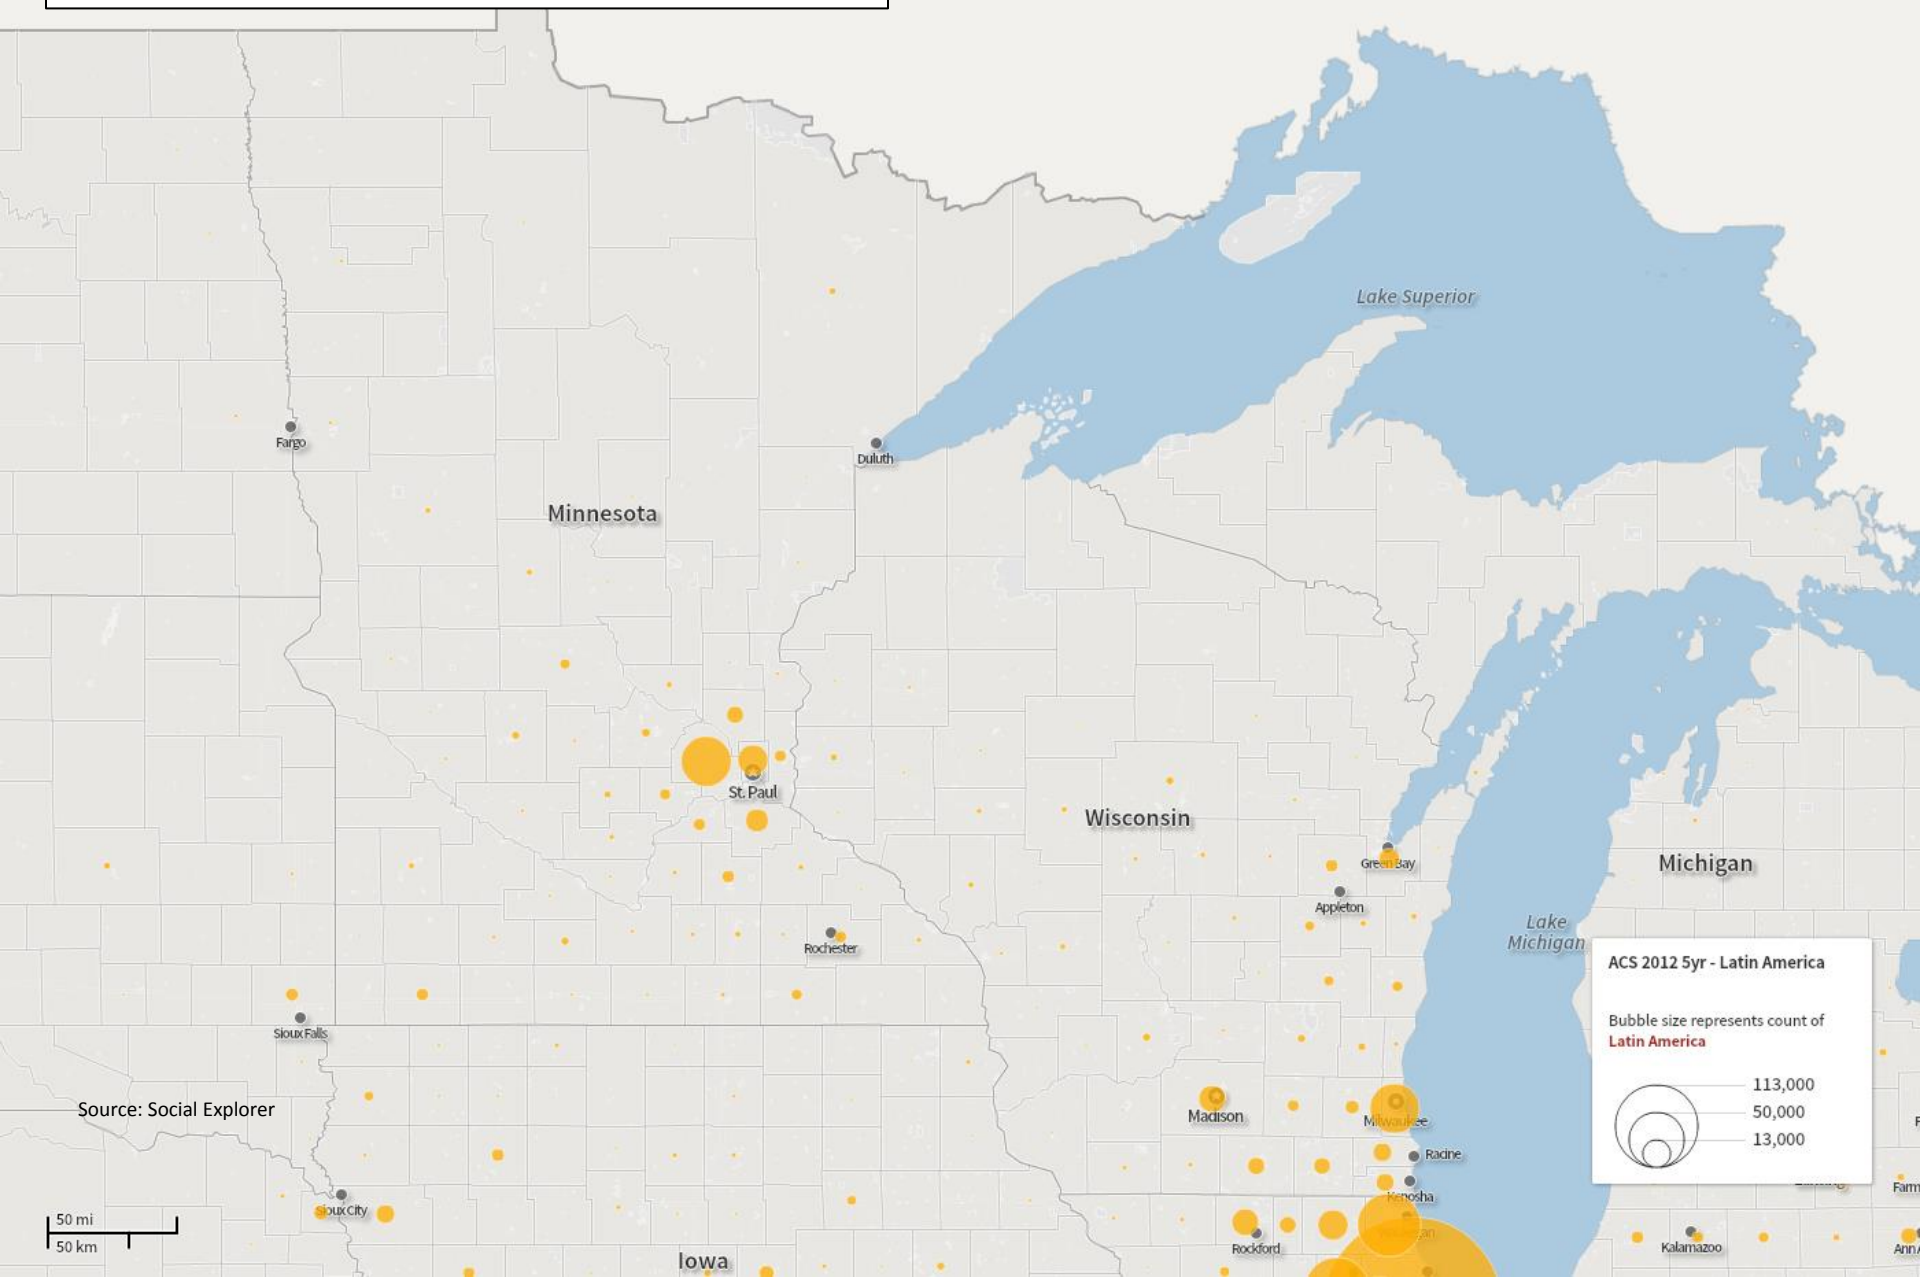 Lake Superior
Fargo
Duluth
Minnesota
St. Paul
Wisconsin
Green Bay
Michigan
Appleton
Lake
Michigan
Rochester
ACS 2012 5yr - Latin America
Sioux Falls
Bubble size represents count of
Latin America
113,000
50,000
13,000
Source: Social Explorer
Madison
Milwaukee
Racine
Kenosha
Sioux City
50 mi
50 km
Rockford
Kalamazoo
Iowa